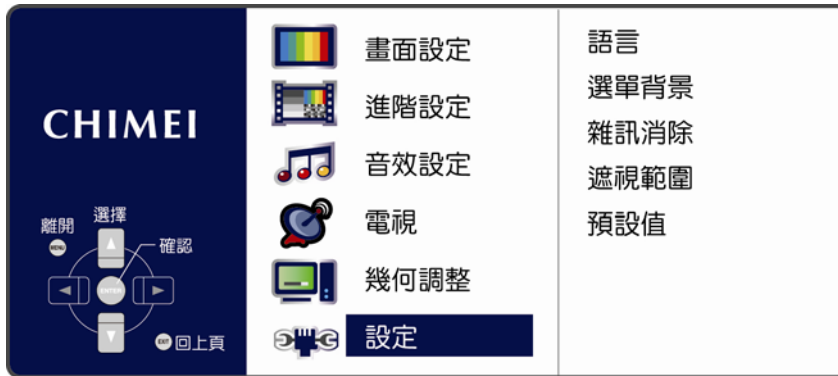 CHIMEI
離開
選擇
確認
MENU
ENTER
EXIT
回上頁
畫面設定
進階設定
音效設定
電視
幾何調整
設定
語言
選單背景
雜訊消除
遮視範圍
預設值